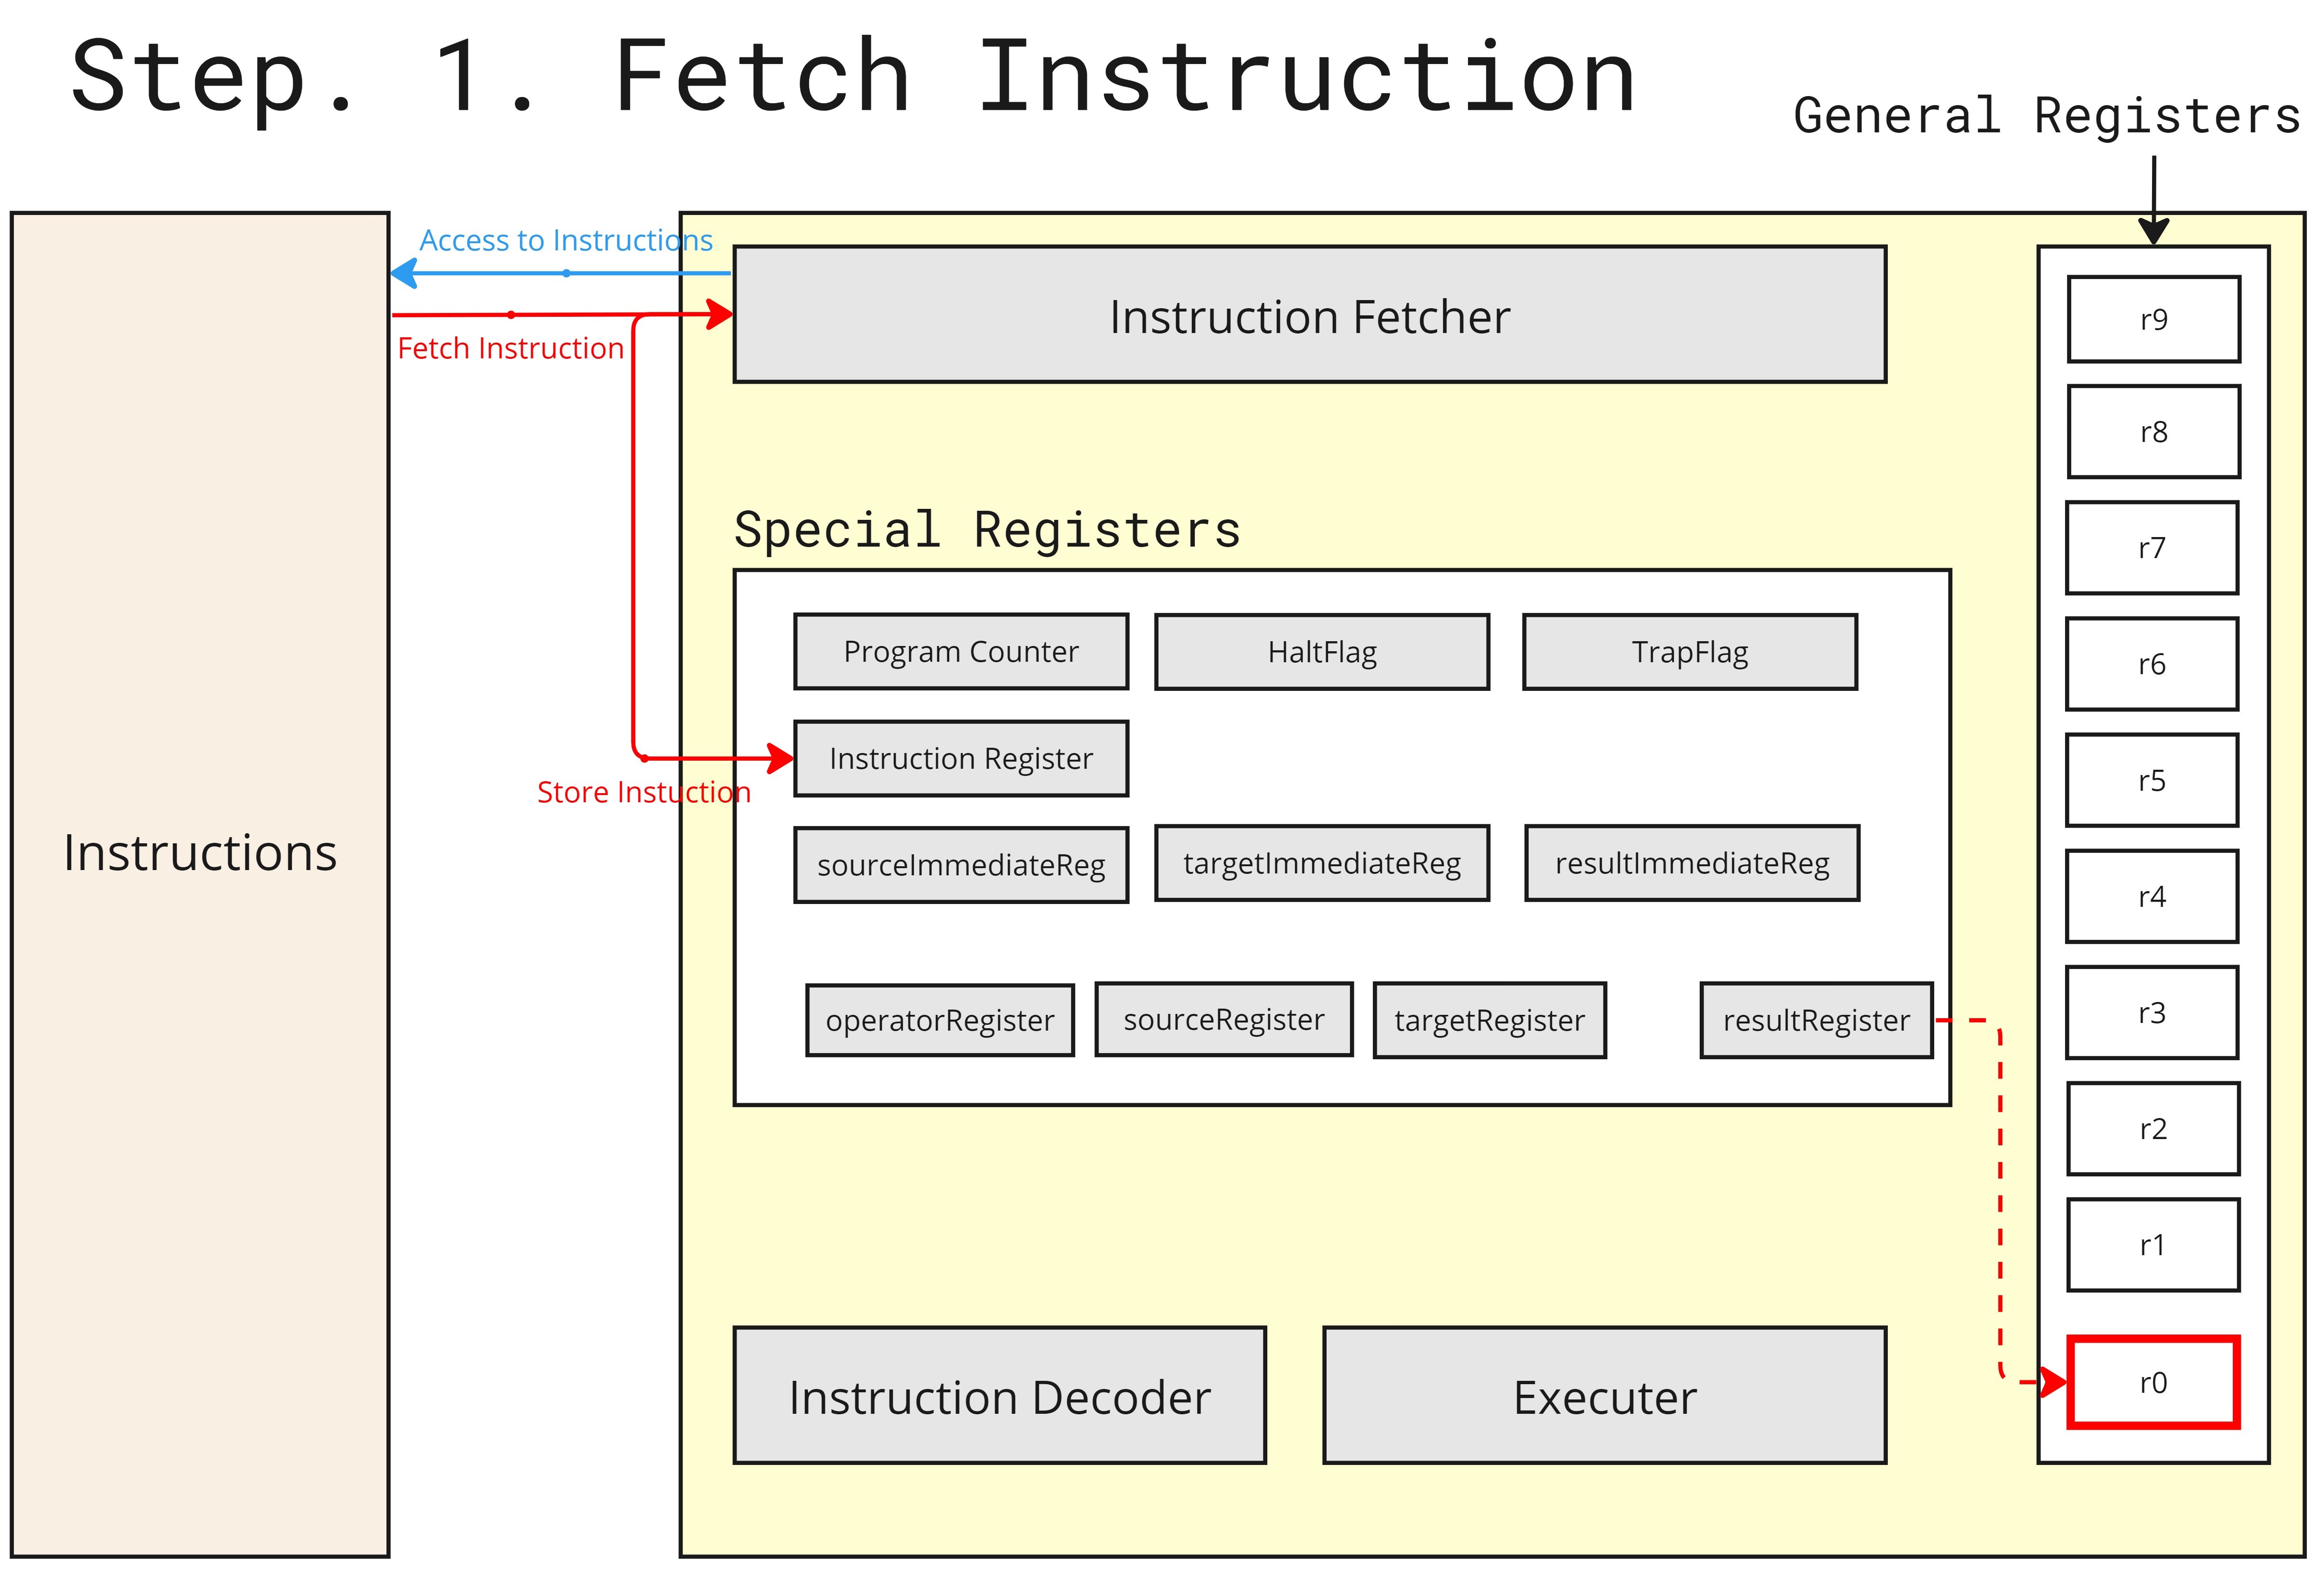 Step. 1. Fetch Instruction
General Registers
Access to Instructions
Fetch Instruction
Instruction Fetcher
Special Registers
Program Counter
HaltFlag
TrapFlag
Instruction Register
Store Instuction
sourceImmediateReg
targetImmediateReg
resultImmediateReg
operatorRegister
sourceRegister
targetRegister
resultRegister
Instructions
Instruction Decoder
Executer
r9
r8
r7
r6
r5
r4
r3
r2
r1
r0